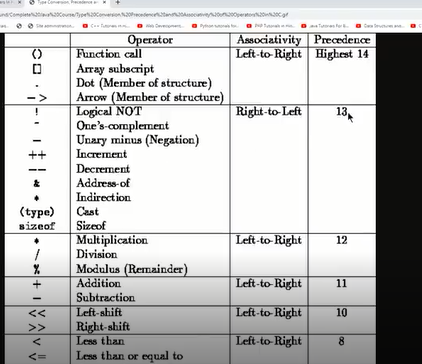 Type Conversion, Precedence a
und/Complete%20Java%20Course/Type%20Conversion,%20Precedence%20and%20Associativity%20of%20Operators%20in%20C.gif
Operator Associativity Precedence
() Function call Left-to-Right Highest 14
[] Array subscript
. Dot (Member of structure)
-> Arrow (Member of structure)
! Logical NOT Right-to-Left 13
~ One's-complement
- Unary minus (Negation)
++ Increment
-- Decrement
& Address-of
* Indirection
(type) Cast
sizeof Sizeof
* Multiplication Left-to-Right 12
/ Division
% Modulus (Remainder)
+ Addition Left-to-Right 11
- Subtraction
<< Left-shift Left-to-Right 10
>> Right-shift
< Less than Left-to-Right 8
<= Less than or equal to